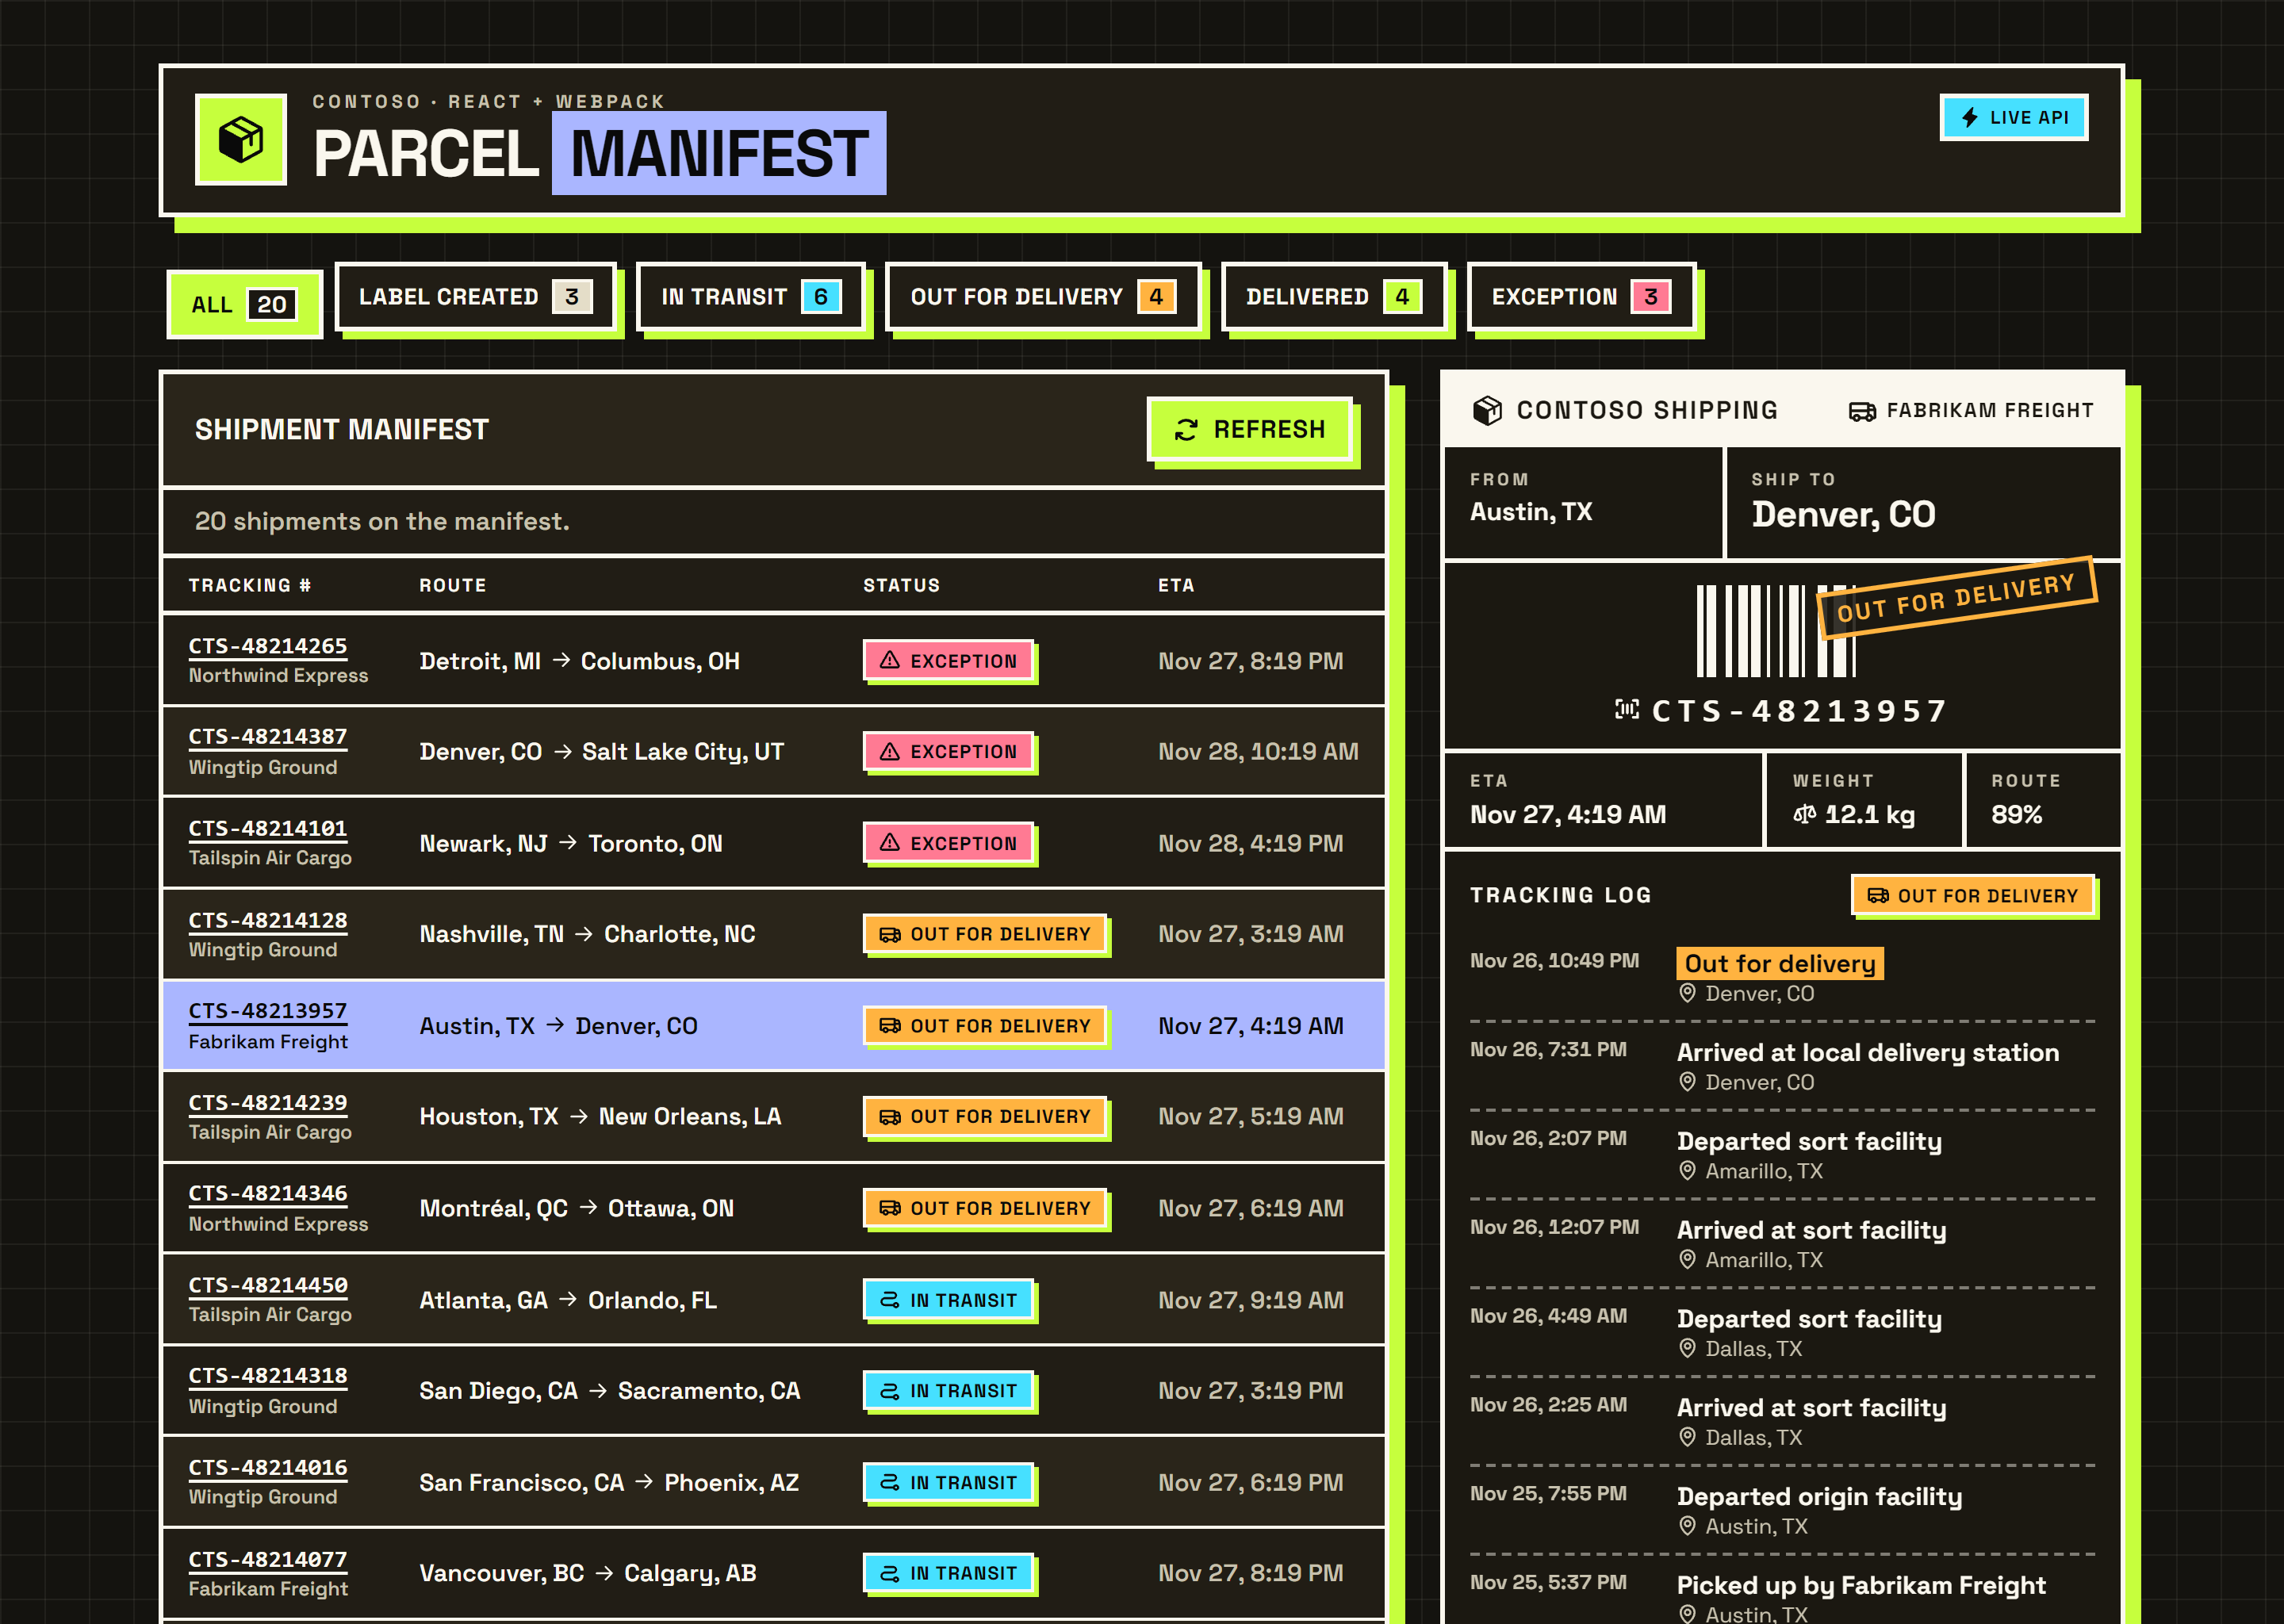 CONTOSO · REACT + WEBPACK
PARCEL MANIFEST
LIVE API
ALL 20
LABEL CREATED 3
IN TRANSIT 6
OUT FOR DELIVERY 4
DELIVERED 4
EXCEPTION 3
SHIPMENT MANIFEST
REFRESH
20 shipments on the manifest.
TRACKING # ROUTE STATUS ETA
CTS-48214265
Northwind Express
Detroit, MI → Columbus, OH
EXCEPTION
Nov 27, 8:19 PM
CTS-48214387
Wingtip Ground
Denver, CO → Salt Lake City, UT
EXCEPTION
Nov 28, 10:19 AM
CTS-48214101
Tailspin Air Cargo
Newark, NJ → Toronto, ON
EXCEPTION
Nov 28, 4:19 PM
CTS-48214128
Wingtip Ground
Nashville, TN → Charlotte, NC
OUT FOR DELIVERY
Nov 27, 3:19 AM
CTS-48213957
Fabrikam Freight
Austin, TX → Denver, CO
OUT FOR DELIVERY
Nov 27, 4:19 AM
CTS-48214239
Tailspin Air Cargo
Houston, TX → New Orleans, LA
OUT FOR DELIVERY
Nov 27, 5:19 AM
CTS-48214346
Northwind Express
Montréal, QC → Ottawa, ON
OUT FOR DELIVERY
Nov 27, 6:19 AM
CTS-48214450
Tailspin Air Cargo
Atlanta, GA → Orlando, FL
IN TRANSIT
Nov 27, 9:19 AM
CTS-48214318
Wingtip Ground
San Diego, CA → Sacramento, CA
IN TRANSIT
Nov 27, 3:19 PM
CTS-48214016
Wingtip Ground
San Francisco, CA → Phoenix, AZ
IN TRANSIT
Nov 27, 6:19 PM
CTS-48214077
Fabrikam Freight
Vancouver, BC → Calgary, AB
IN TRANSIT
Nov 27, 8:19 PM
CONTOSO SHIPPING
FABRIKAM FREIGHT
FROM
Austin, TX
SHIP TO
Denver, CO
OUT FOR DELIVERY
CTS-48213957
ETA
Nov 27, 4:19 AM
WEIGHT
12.1 kg
ROUTE
89%
TRACKING LOG
OUT FOR DELIVERY
Nov 26, 10:49 PM
Out for delivery
Denver, CO
Nov 26, 7:31 PM
Arrived at local delivery station
Denver, CO
Nov 26, 2:07 PM
Departed sort facility
Amarillo, TX
Nov 26, 12:07 PM
Arrived at sort facility
Amarillo, TX
Nov 26, 4:49 AM
Departed sort facility
Dallas, TX
Nov 26, 2:25 AM
Arrived at sort facility
Dallas, TX
Nov 25, 7:55 PM
Departed origin facility
Austin, TX
Nov 25, 5:37 PM
Picked up by Fabrikam Freight
Austin, TX